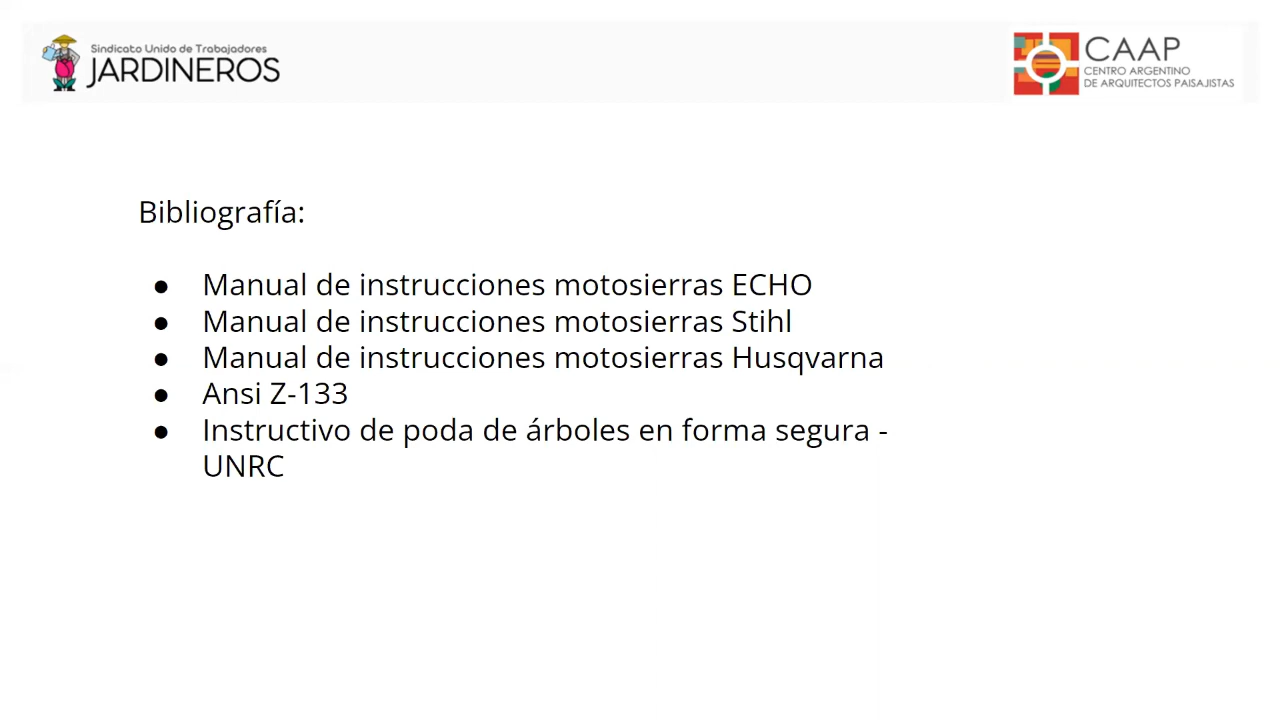 Sindicato Unido de Trabajadores
JARDINEROS
CAAP
CENTRO ARGENTINO
DE ARQUITECTOS PAISAJISTAS
Bibliografía:
● Manual de instrucciones motosierras ECHO
● Manual de instrucciones motosierras Stihl
● Manual de instrucciones motosierras Husqvarna
● Ansi Z-133
● Instructivo de poda de árboles en forma segura -
UNRC